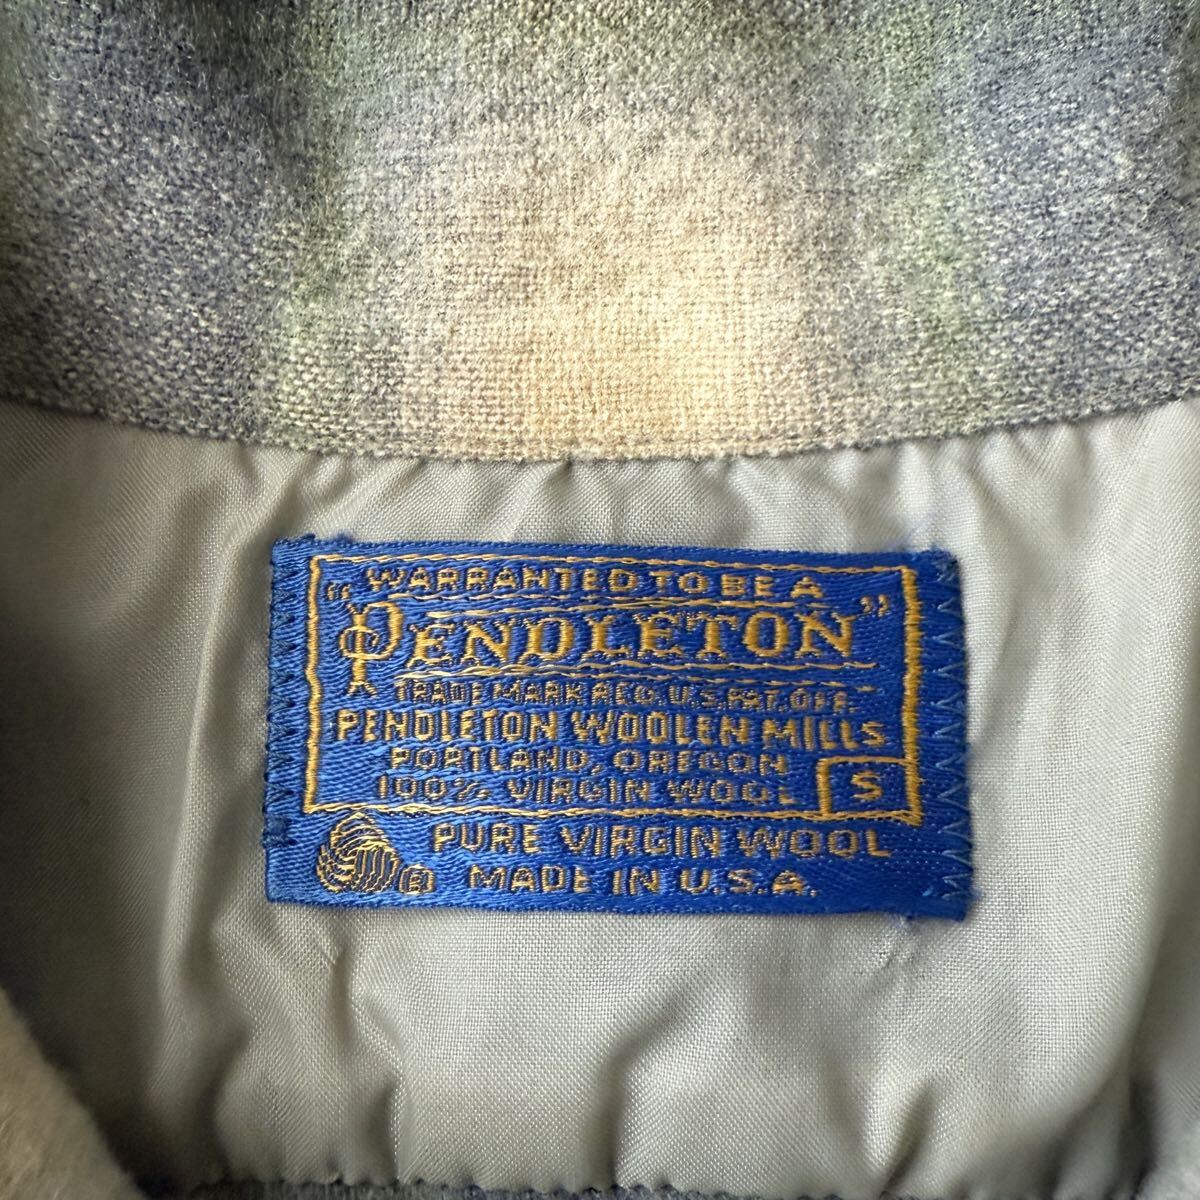 WARRANTED TO BE A
"PENDLETON"
TRADE MARK REG. U.S. PAT. OFF.
PENDLETON WOOLEN MILLS
PORTLAND, OREGON
100% VIRGIN WOOL
S
PURE VIRGIN WOOL
R
MADE IN U.S.A.